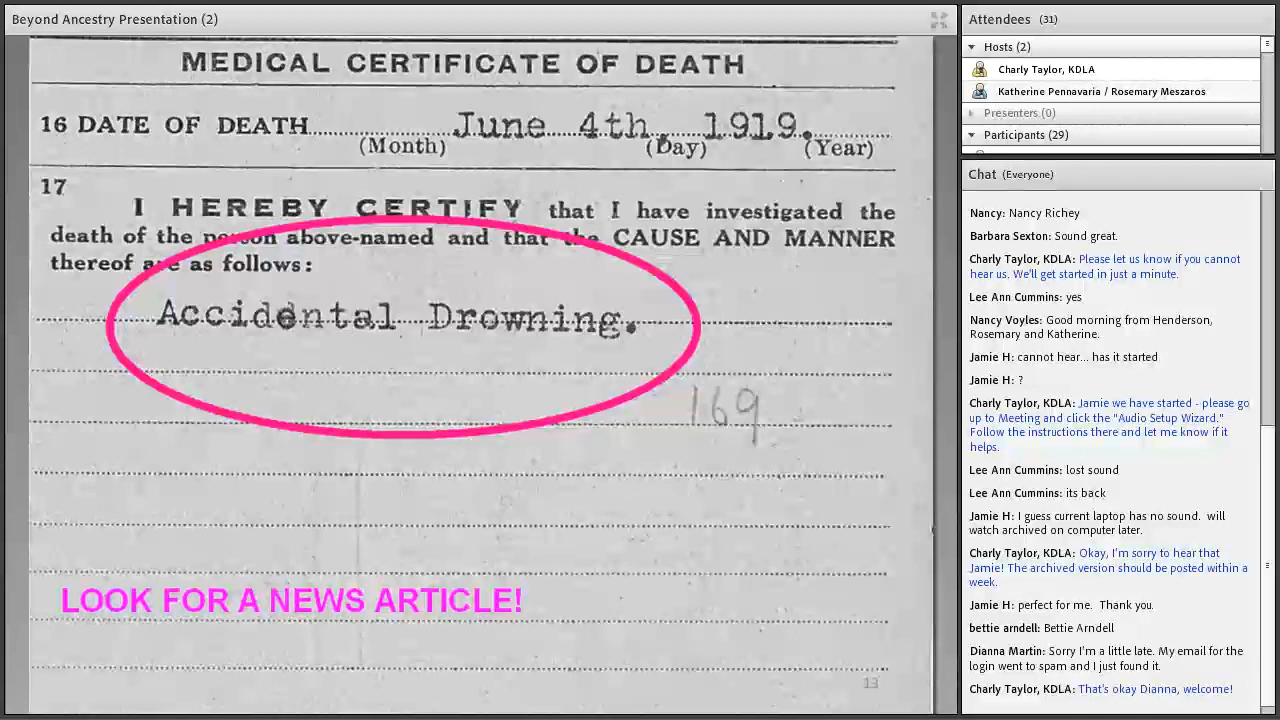 Beyond Ancestry Presentation (2)
MEDICAL CERTIFICATE OF DEATH
16 DATE OF DEATH June 4th, 1919.
(Month) (Day) (Year)
17
I HEREBY CERTIFY that I have investigated the
death of the person above-named and that the CAUSE AND MANNER
thereof are as follows:
Accidental Drowning.
169
LOOK FOR A NEWS ARTICLE!
13
Attendees (31)
Hosts (2)
Charly Taylor, KDLA
Katherine Pennavaria / Rosemary Meszaros
Presenters (0)
Participants (29)
Chat (Everyone)
Nancy: Nancy Richey
Barbara Sexton: Sound great.
Charly Taylor, KDLA: Please let us know if you cannot
hear us. We'll get started in just a minute.
Lee Ann Cummins: yes
Nancy Voyles: Good morning from Henderson,
Rosemary and Katherine.
Jamie H: cannot hear... has it started
Jamie H: ?
Charly Taylor, KDLA: Jamie we have started - please go
up to Meeting and click the "Audio Setup Wizard."
Follow the instructions there and let me know if it
helps.
Lee Ann Cummins: lost sound
Lee Ann Cummins: its back
Jamie H: I guess current laptop has no sound. will
watch archived on computer later.
Charly Taylor, KDLA: Okay, I'm sorry to hear that
Jamie! The archived version should be posted within a
week.
Jamie H: perfect for me. Thank you.
bettie arndell: Bettie Arndell
Dianna Martin: Sorry I'm a little late. My email for the
login went to spam and I just found it.
Charly Taylor, KDLA: That's okay Dianna, welcome!